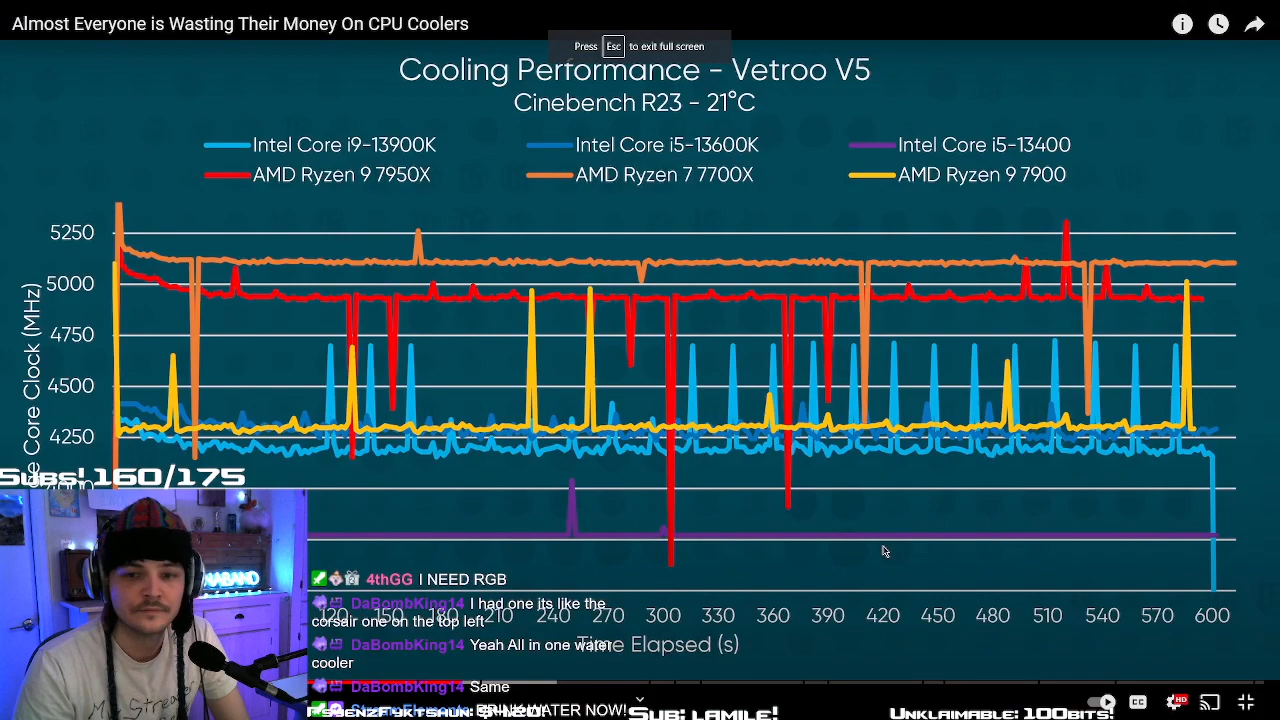 Almost Everyone is Wasting Their Money On CPU Coolers
Press Esc to exit full screen
Cooling Performance - Vetroo V5
Cinebench R23 - 21°C
Intel Core i9-13900K
Intel Core i5-13600K
Intel Core i5-13400
AMD Ryzen 9 7950X
AMD Ryzen 7 7700X
AMD Ryzen 9 7900
5250
5000
4750
4500
4250
Core Clock (MHz)
Subs! 160/175
4thGG I NEED RGB
DaBombKing14 I had one its like the
corsair one on the top left
DaBombKing14 Yeah All in one water
cooler
DaBombKing14 Same
StreamElements DRINK WATER NOW!
240 270 300 330 360 390 420 450 480 510 540 570 600
Time Elapsed (s)
CC
HD
Sub: lamile!
Unklaimable: 100bits!